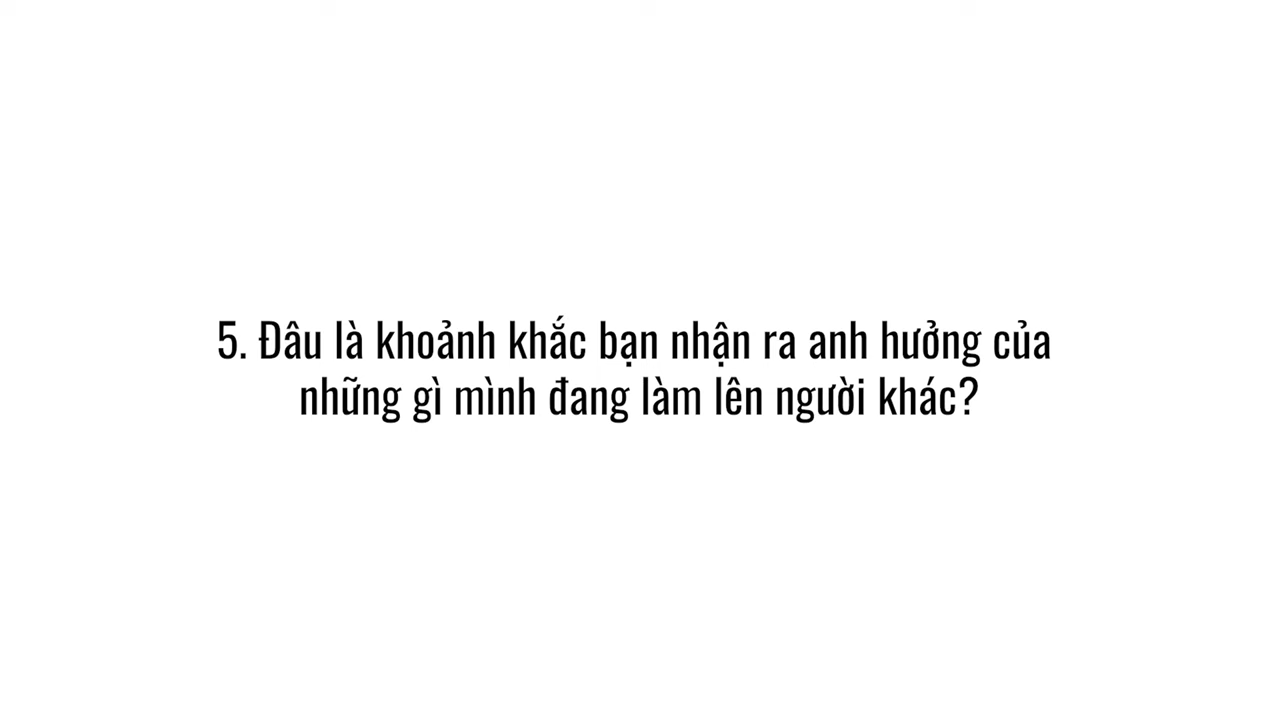 5. Đâu là khoảnh khắc bạn nhận ra anh hưởng của
những gì mình đang làm lên người khác?